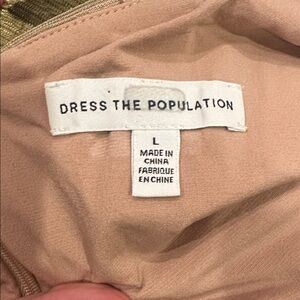 DRESS THE POPULATION
L
MADE IN
CHINA
FABRIQUE
EN CHINE